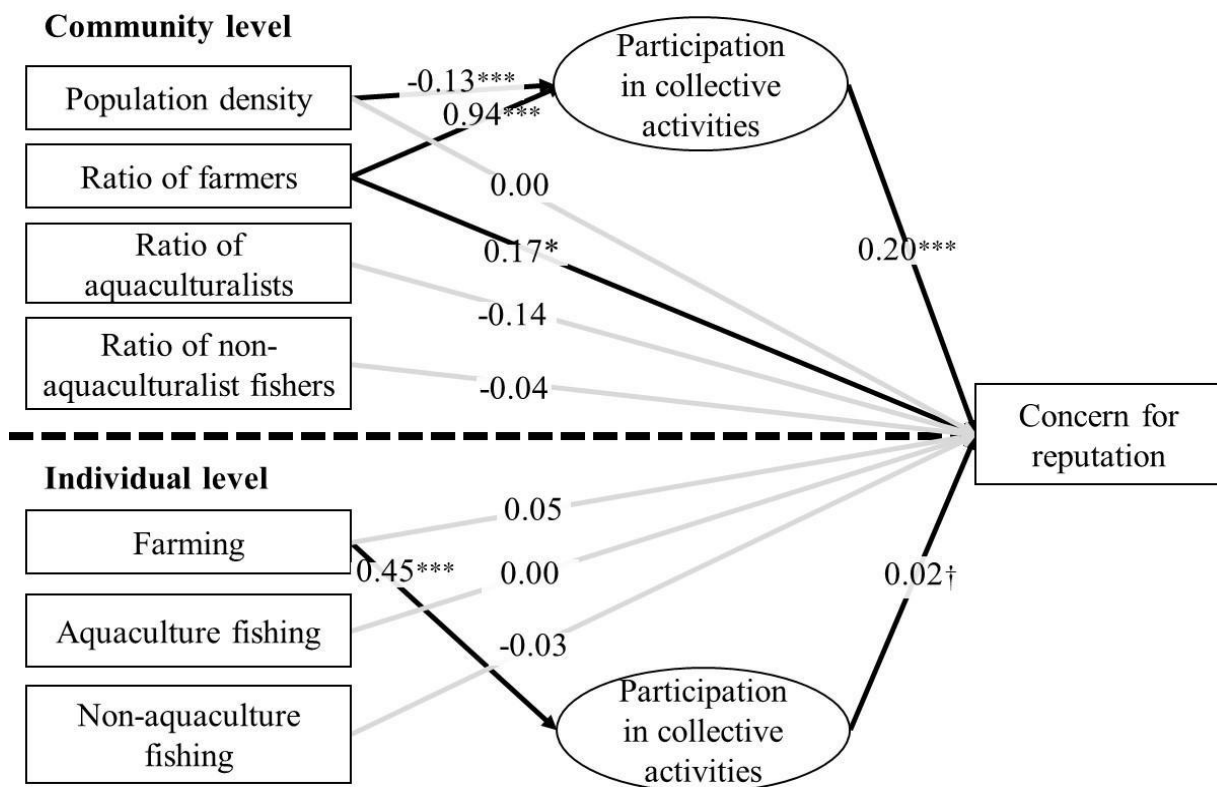 Community level
Population density
Ratio of farmers
Ratio of
aquaculturalists
Ratio of non-
aquaculturalist fishers
-0.13***
0.94***
0.00
0.17*
-0.14
-0.04
Participation
in collective
activities
0.20***
Concern for
reputation
Individual level
Farming
Aquaculture fishing
Non-aquaculture
fishing
0.05
0.45***
0.00
-0.03
Participation
in collective
activities
0.02†